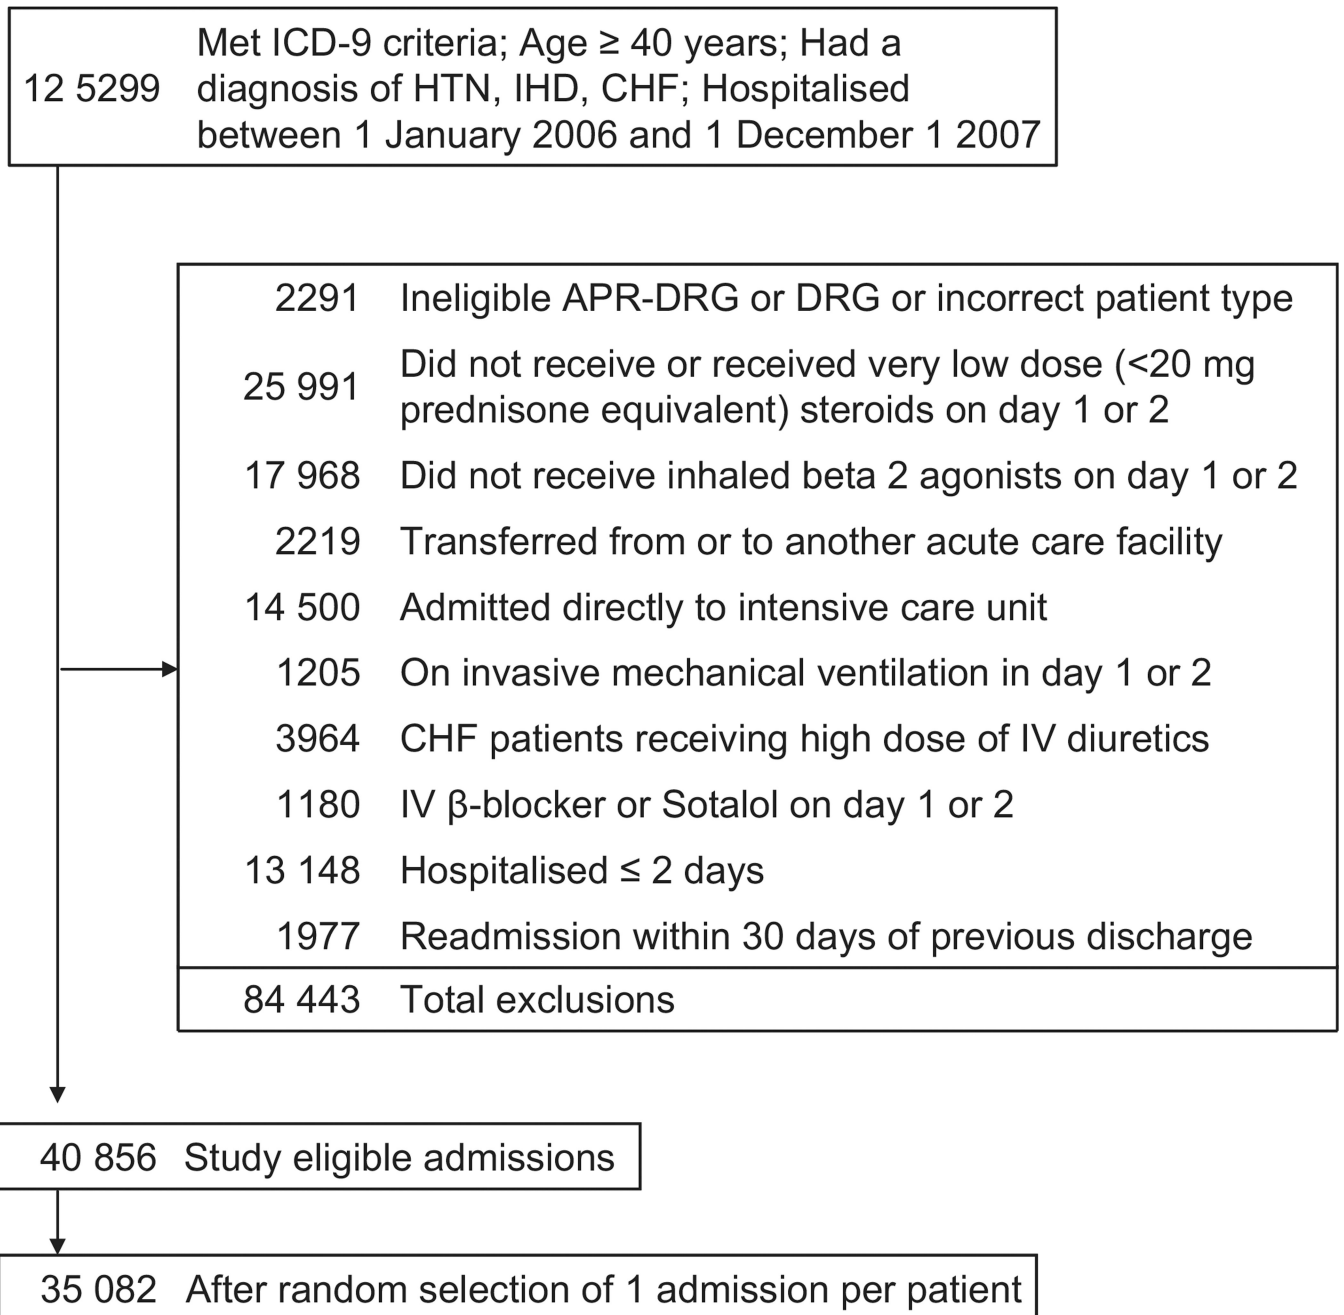 12 5299 Met ICD-9 criteria; Age ≥ 40 years; Had a
diagnosis of HTN, IHD, CHF; Hospitalised
between 1 January 2006 and 1 December 1 2007
2291 Ineligible APR-DRG or DRG or incorrect patient type
25 991 Did not receive or received very low dose (<20 mg
prednisone equivalent) steroids on day 1 or 2
17 968 Did not receive inhaled beta 2 agonists on day 1 or 2
2219 Transferred from or to another acute care facility
14 500 Admitted directly to intensive care unit
1205 On invasive mechanical ventilation in day 1 or 2
3964 CHF patients receiving high dose of IV diuretics
1180 IV β-blocker or Sotalol on day 1 or 2
13 148 Hospitalised ≤ 2 days
1977 Readmission within 30 days of previous discharge
84 443 Total exclusions
40 856 Study eligible admissions
35 082 After random selection of 1 admission per patient